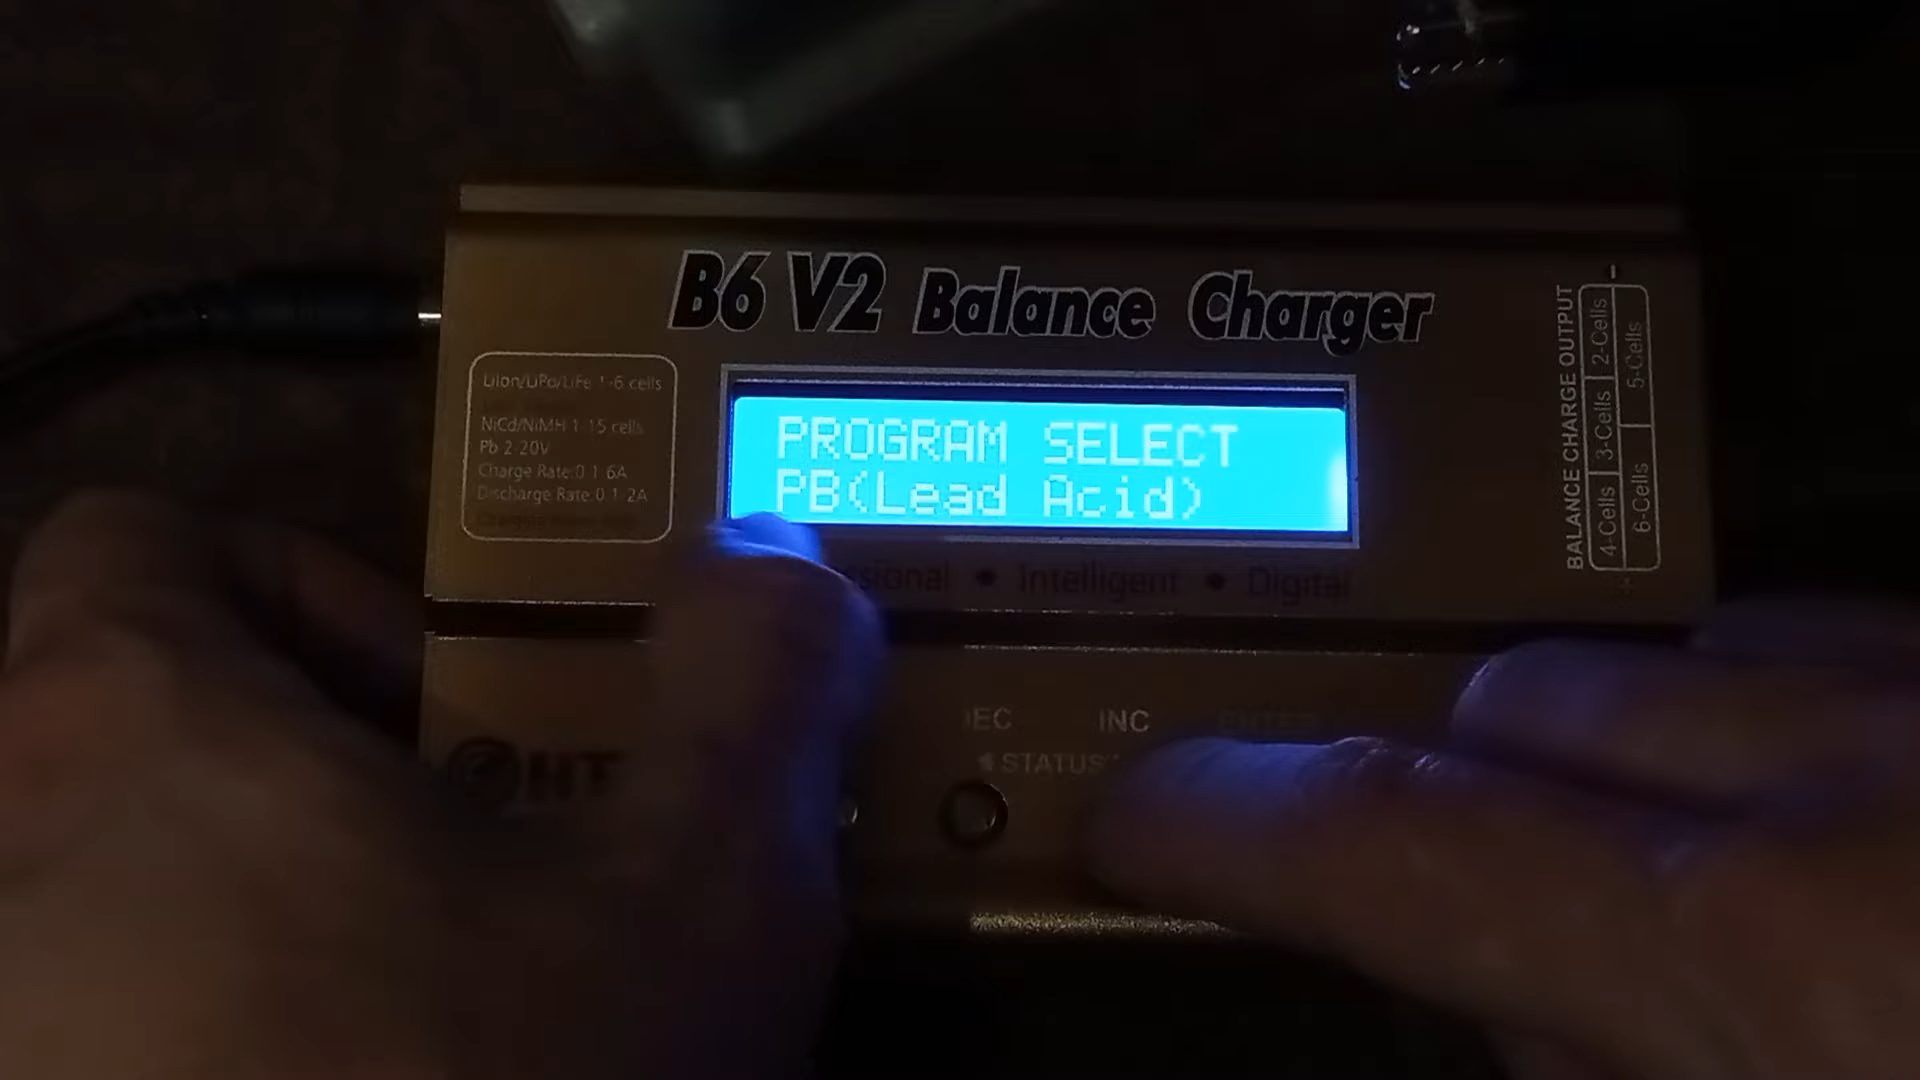 B6 V2 Balance Charger
LiIon/LiPo/LiFe 1-6 cells
NiCd/NiMH 1-15 cells
Pb 2-20V
Charge Rate:0.1-6A
Discharge Rate:0.1-2A
PROGRAM SELECT
PB(Lead Acid)
ssional • Intelligent • Digital
BALANCE CHARGE OUTPUT
2-Cells
3-Cells
4-Cells
5-Cells
6-Cells
INC
◄ STATUS
HT